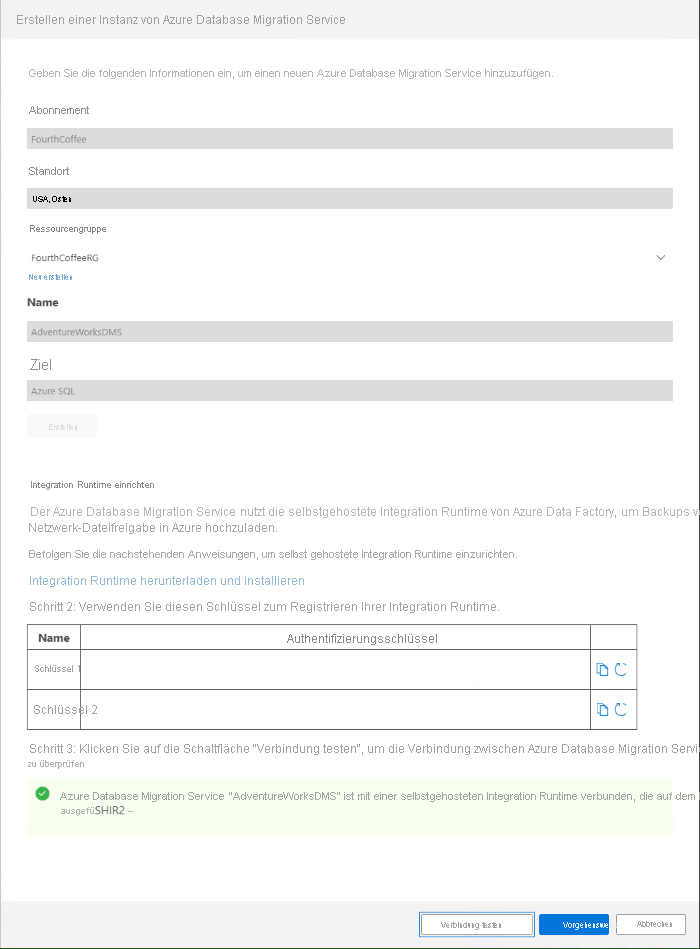 Erstellen einer Instanz von Azure Database Migration Service
Geben Sie die folgenden Informationen ein, um einen neuen Azure Database Migration Service hinzuzufügen.
Abonnement
FourthCoffee
Standort
USA, Osten
Ressourcengruppe
FourthCoffeeRG
Neu erstellen
Name
AdventureWorksDMS
Ziel
Azure SQL
Erstellen
Integration Runtime einrichten
Der Azure Database Migration Service nutzt die selbstgehostete Integration Runtime von Azure Data Factory, um Backups v
Netzwerk-Dateifreigabe in Azure hochzuladen.
Befolgen Sie die nachstehenden Anweisungen, um selbst gehostete Integration Runtime einzurichten.
Integration Runtime herunterladen und installieren
Schritt 2: Verwenden Sie diesen Schlüssel zum Registrieren Ihrer Integration Runtime.
Name Authentifizierungsschlüssel
Schlüssel 1
Schlüssel 2
Schritt 3: Klicken Sie auf die Schaltfläche "Verbindung testen", um die Verbindung zwischen Azure Database Migration Servi
zu überprüfen
Azure Database Migration Service "AdventureWorksDMS" ist mit einer selbstgehosteten Integration Runtime verbunden, die auf dem
ausgefüSHIR2 –
Verbindung testen Vorgehenswe Abbrechen